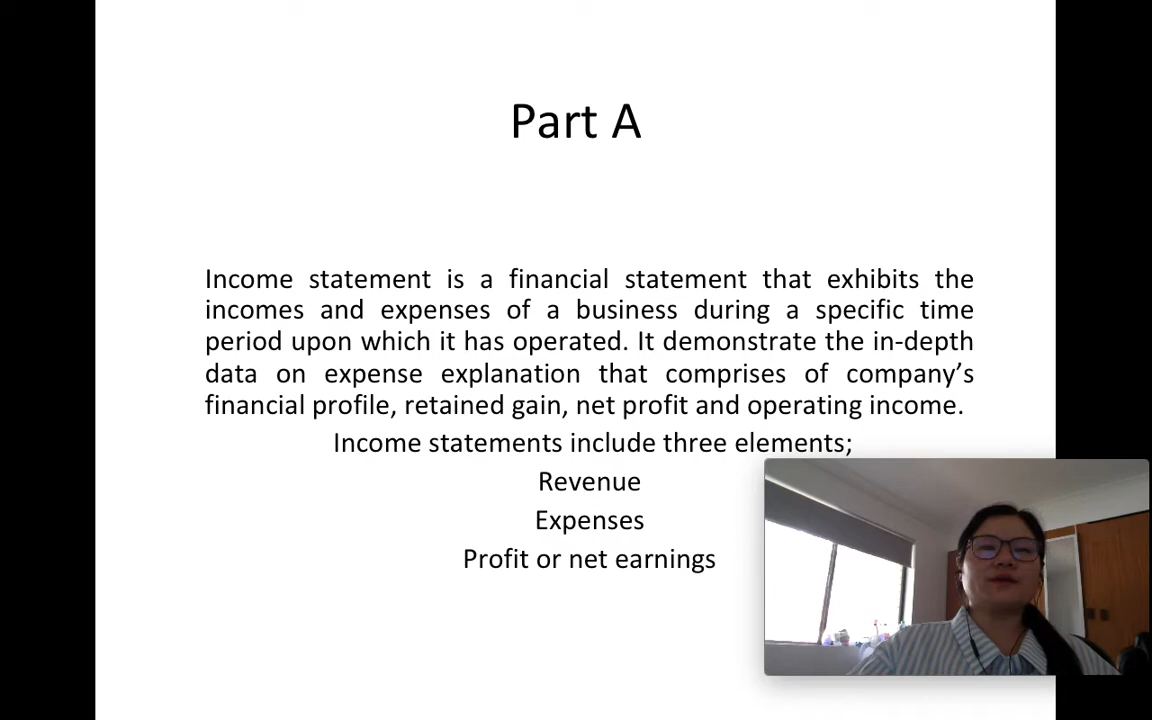 Part A
Income statement is a financial statement that exhibits the
incomes and expenses of a business during a specific time
period upon which it has operated. It demonstrate the in-depth
data on expense explanation that comprises of company’s
financial profile, retained gain, net profit and operating income.
Income statements include three elements;
Revenue
Expenses
Profit or net earnings